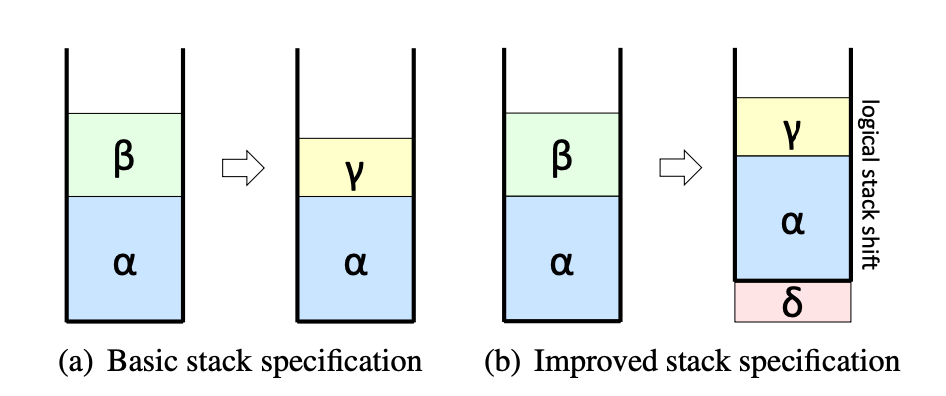 β
α
γ
α
β
α
γ
α
δ
logical stack shift
(a) Basic stack specification
(b) Improved stack specification